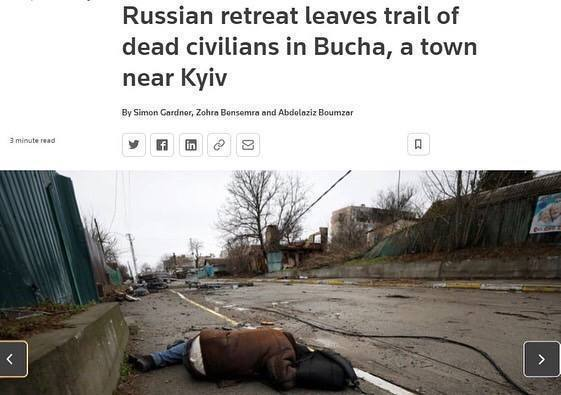 Russian retreat leaves trail of
dead civilians in Bucha, a town
near Kyiv
By Simon Gardner, Zohra Bensemra and Abdelaziz Boumzar
3 minute read